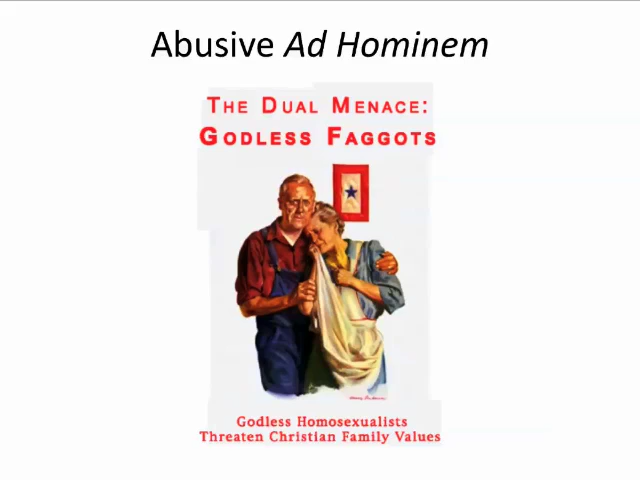 Abusive Ad Hominem
THE DUAL MENACE:
GODLESS FAGGOTS
Godless Homosexualists
Threaten Christian Family Values